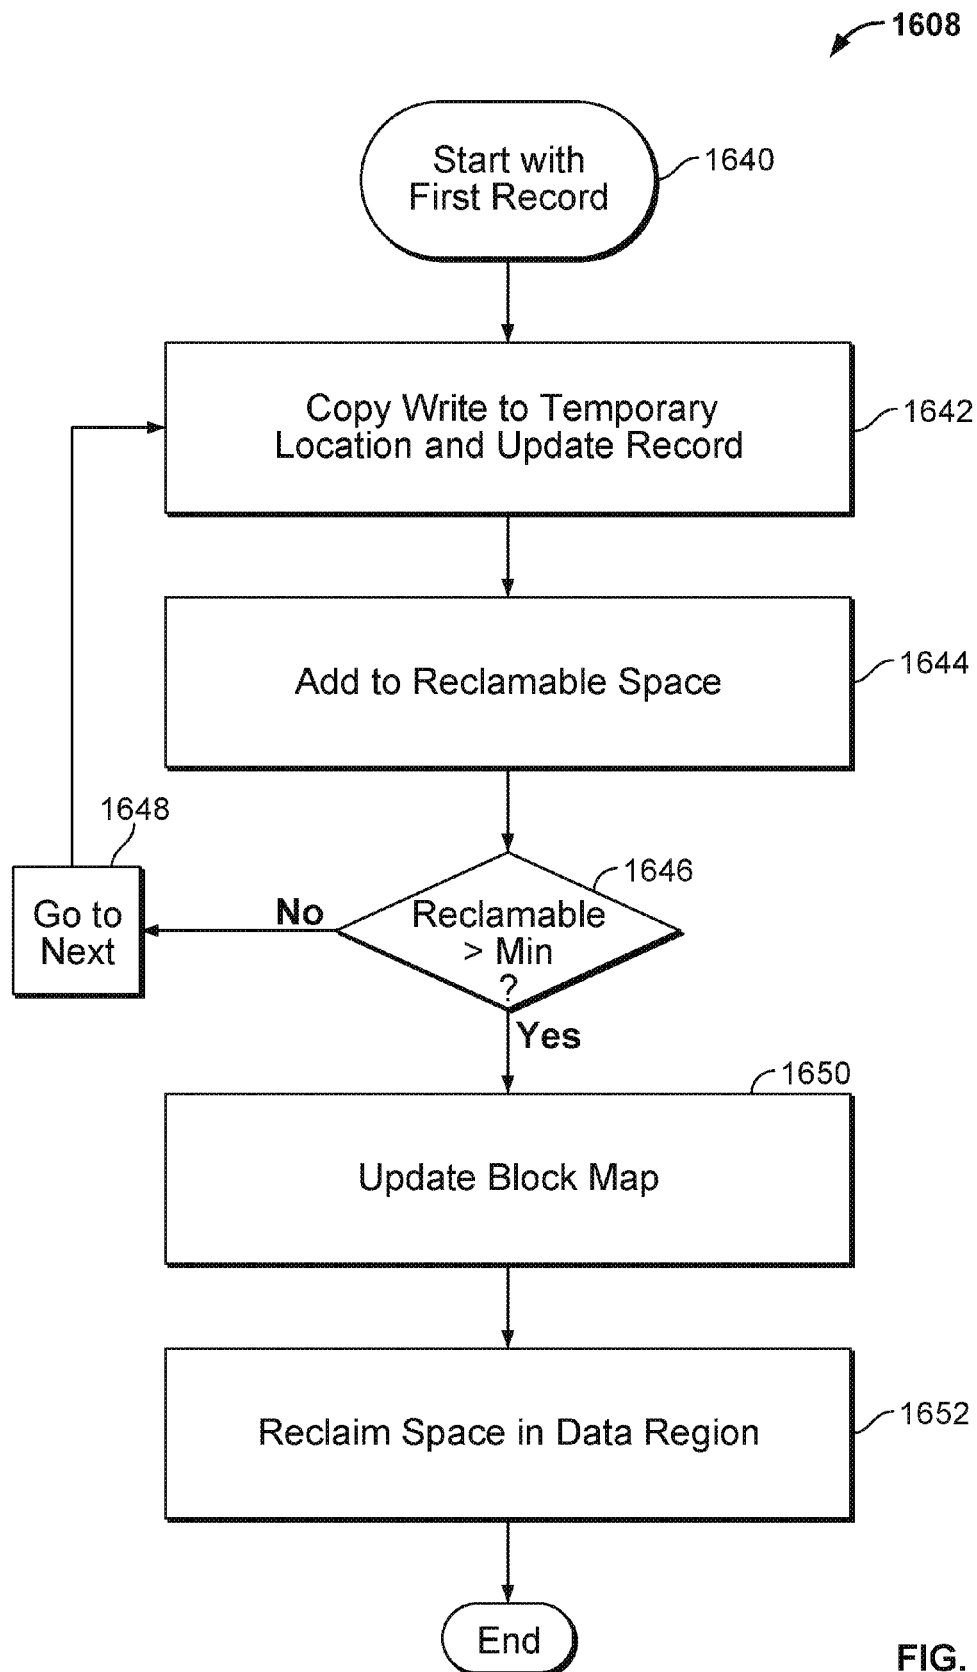 1608
Start with
First Record
1640
Copy Write to Temporary
Location and Update Record
1642
Add to Reclamable Space
1644
1648
Go to
Next
No
Reclamable
> Min
?
1646
Yes
1650
Update Block Map
Reclaim Space in Data Region
1652
End
FIG.